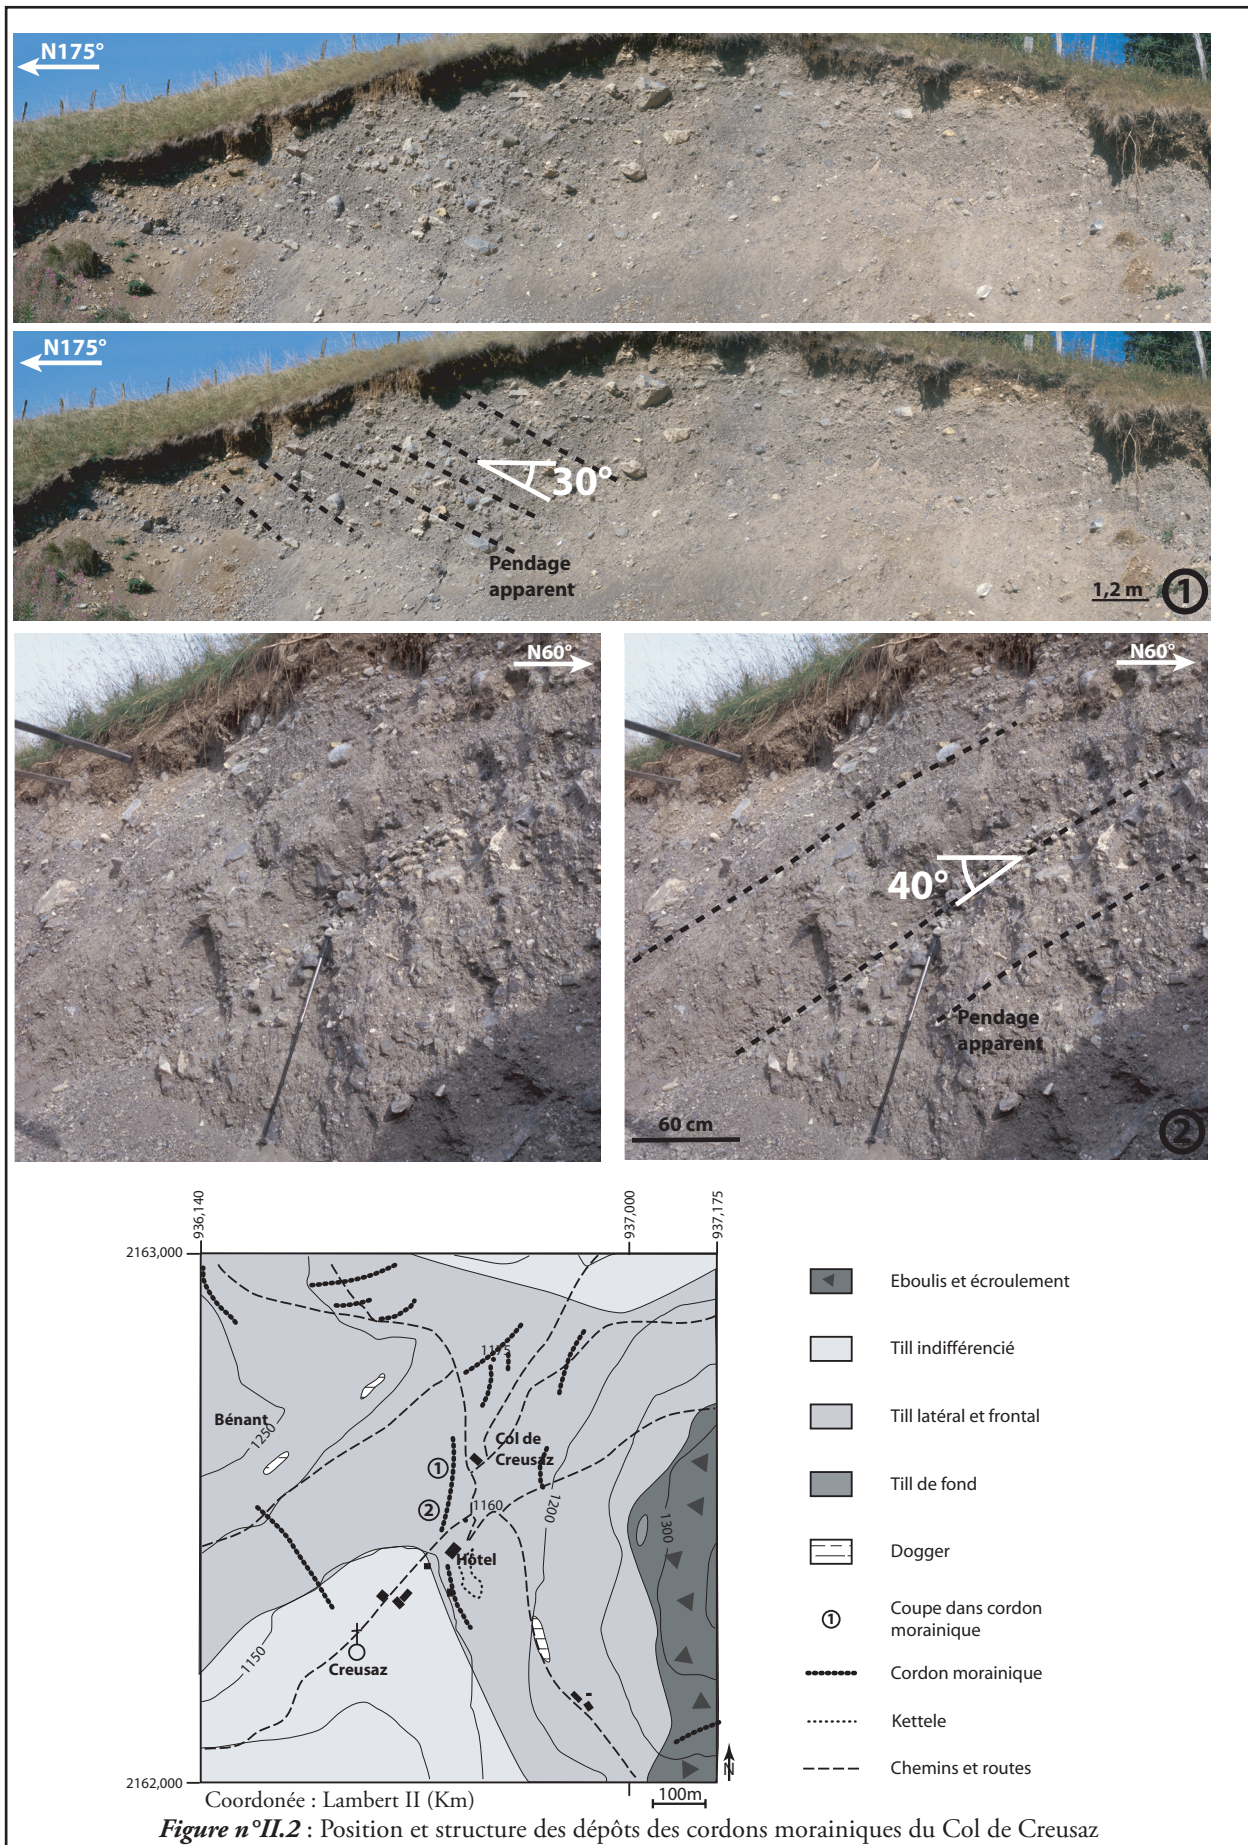 N175°
N175°
30°
Pendage
apparent
1,2 m
1
N60°
N60°
40°
Pendage
apparent
60 cm
2
936,140
937,000
937,175
2163,000
1175
Bénant
1250
Col de
Creusaz
1
2
1160
1200
1300
Hôtel
1150
Creusaz
2162,000
N
Coordonée : Lambert II (Km)
100m
Eboulis et écroulement
Till indifférencié
Till latéral et frontal
Till de fond
Dogger
1
Coupe dans cordon
morainique
Cordon morainique
Kettele
Chemins et routes
Figure n°II.2 : Position et structure des dépôts des cordons morainiques du Col de Creusaz